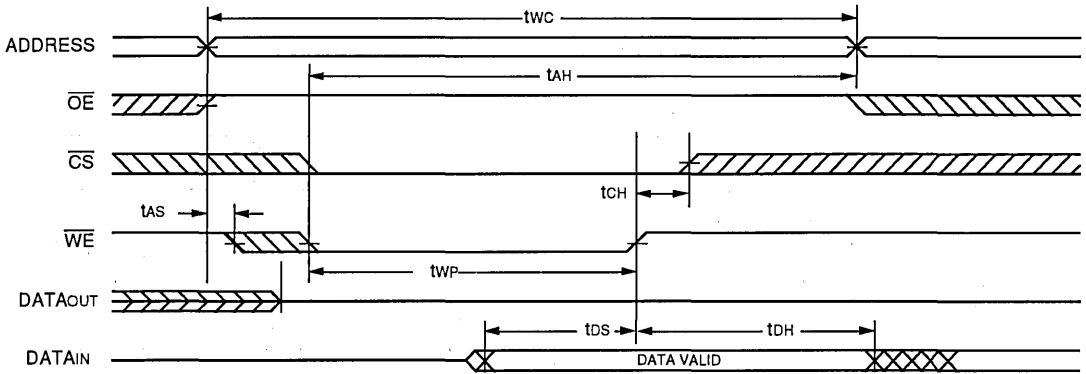 tWC
ADDRESS
tAH
OE
CS
tCH
tAS
WE
tWP
DATAOUT
tDS
tDH
DATAIN
DATA VALID